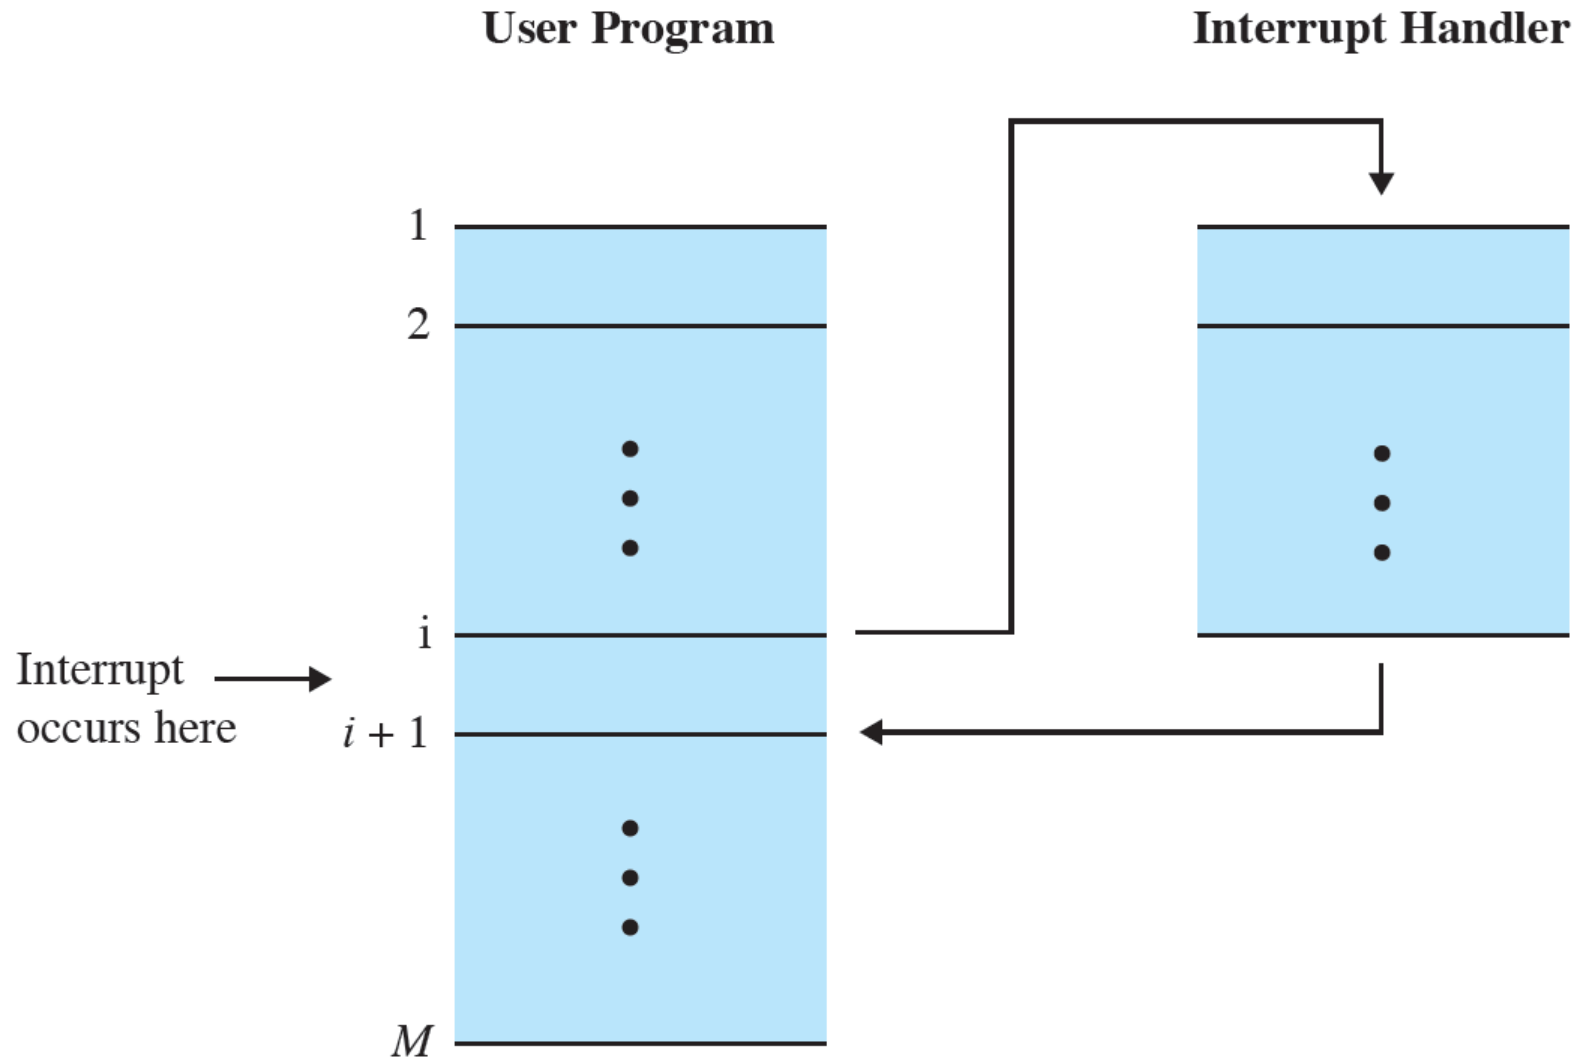 User Program
Interrupt Handler
1
2
i
Interrupt
occurs here
i + 1
M